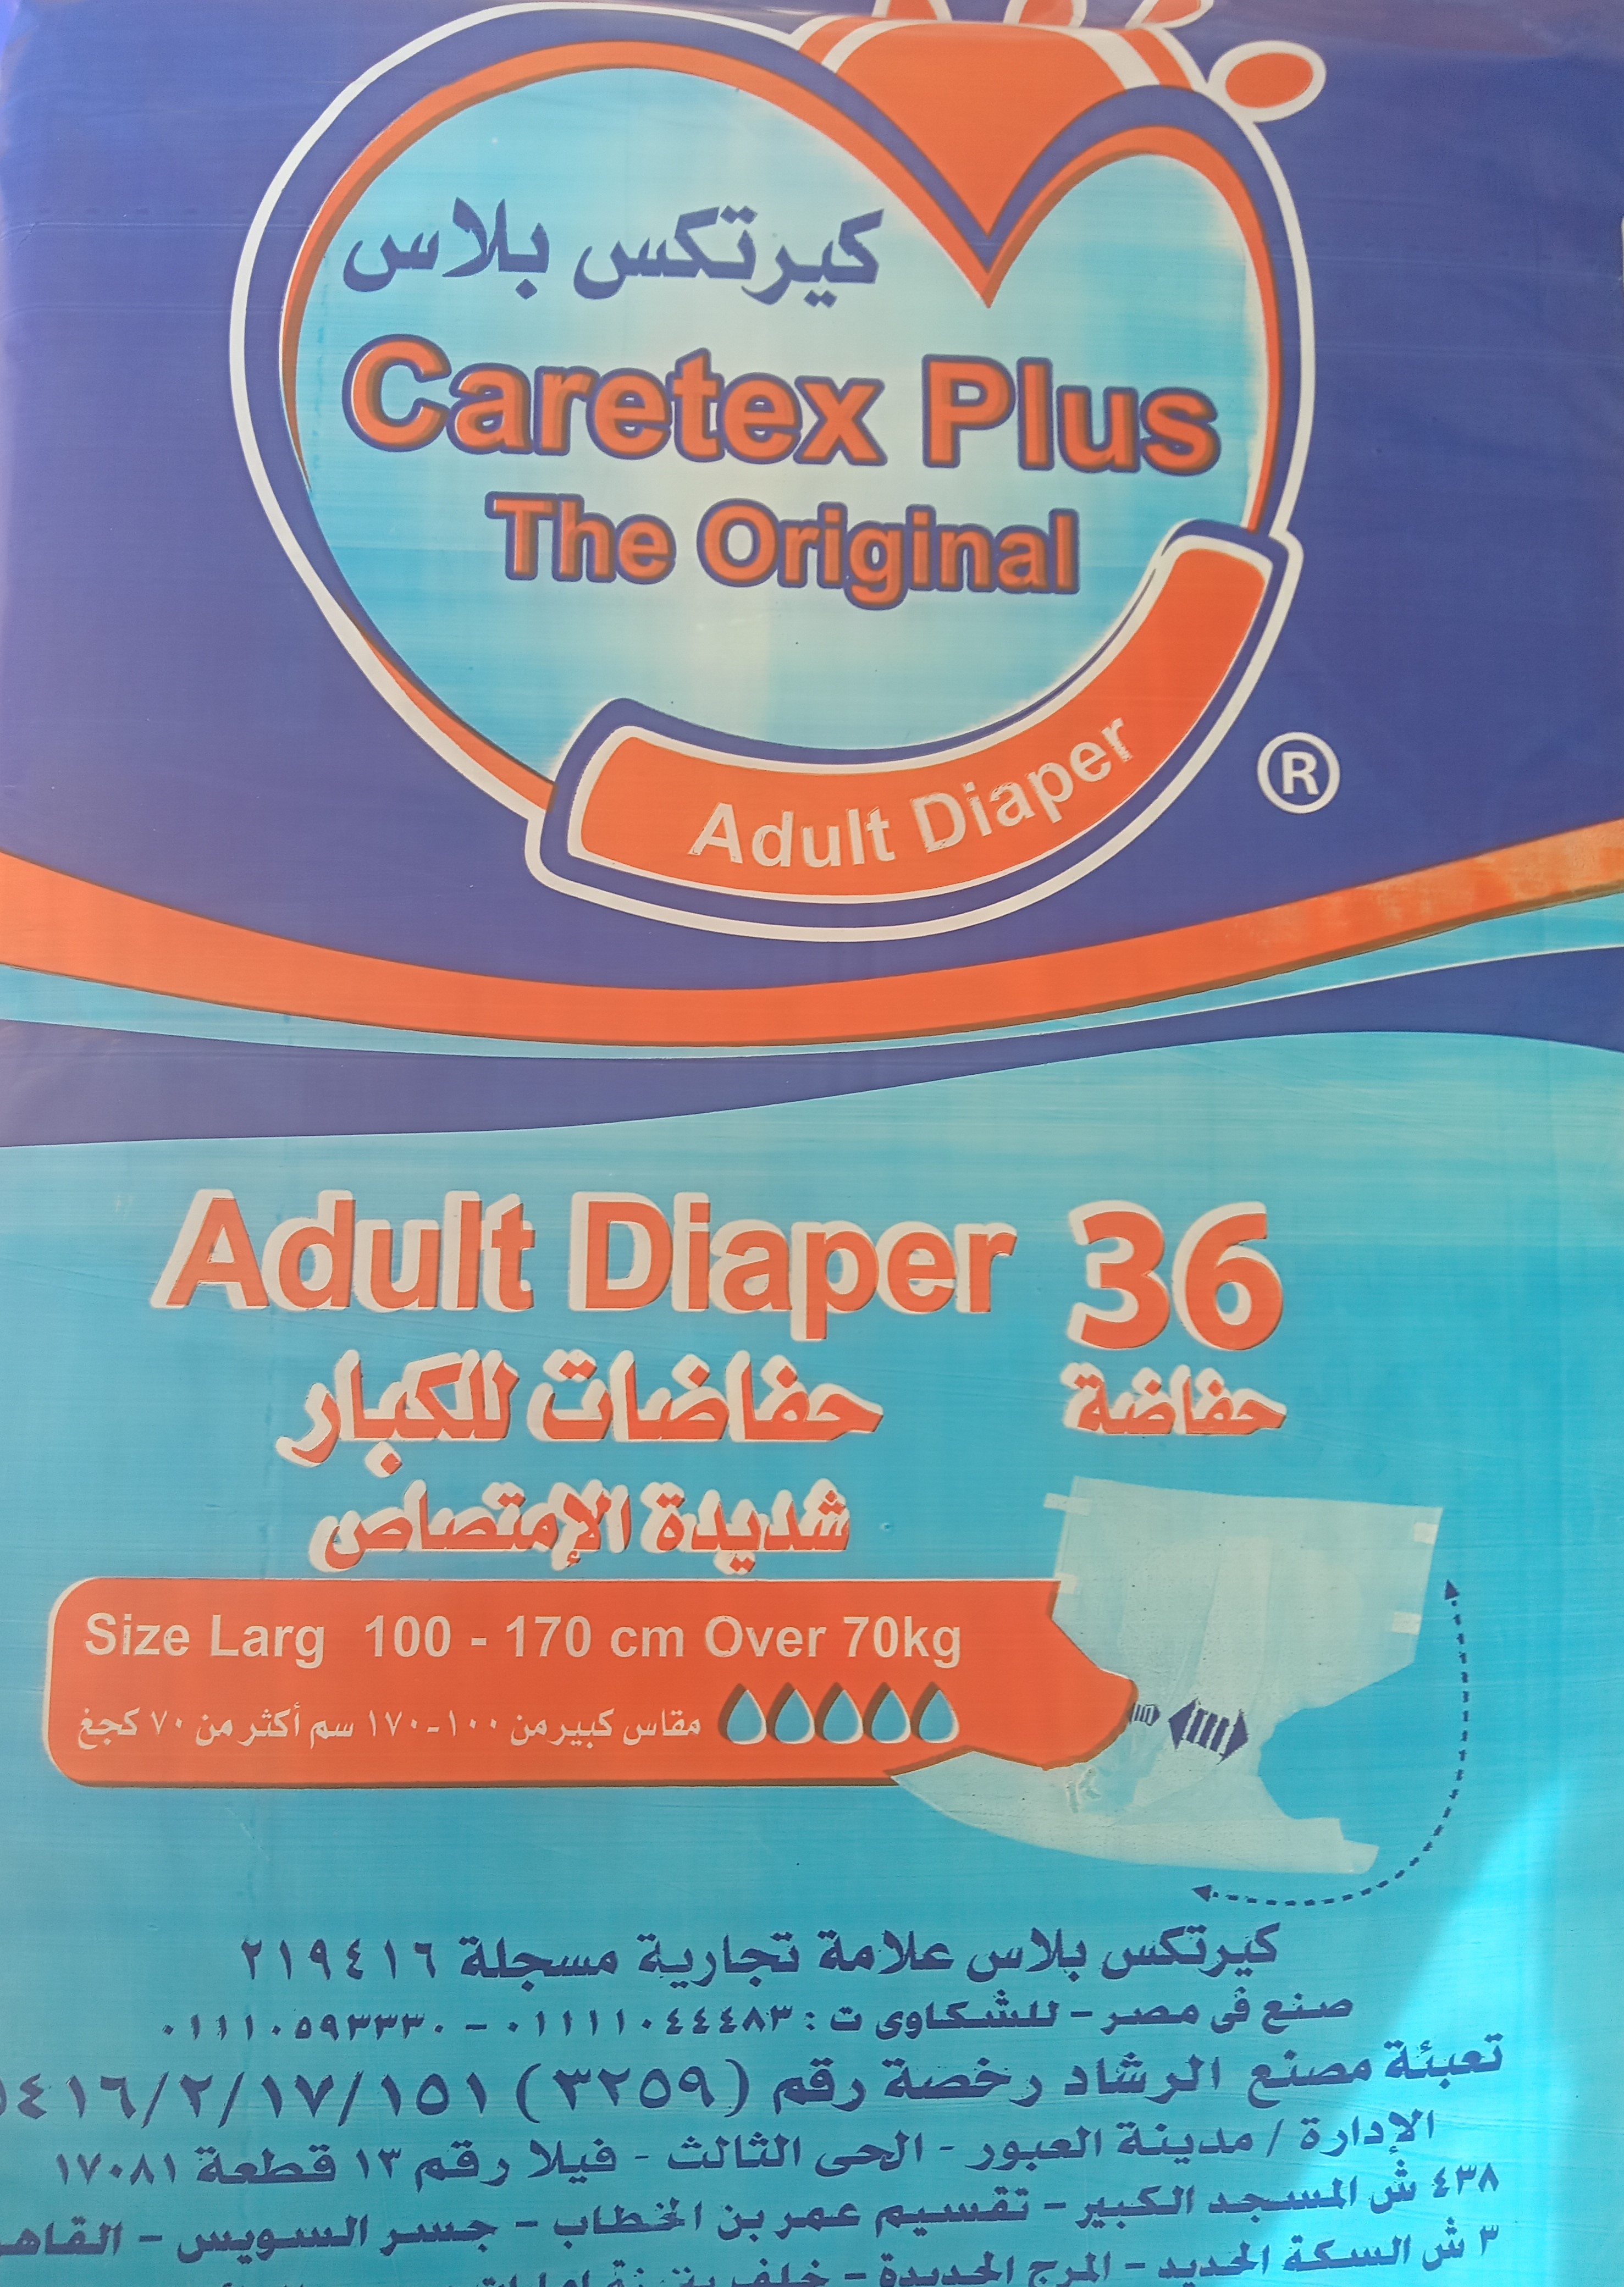 كيرتكس بلاس
Caretex Plus
The Original
Adult Diaper
®
Adult Diaper 36
حفاضة
حفاضات للكبار
شديدة الإمتصاص
Size Larg 100 - 170 cm Over 70kg
مقاس كبير من ١٠٠-١٧٠ سم أكثر من ٧٠ كجغ
كيرتكس بلاس علامة تجارية مسجلة ٢١٩٤١٦
صنع فى مصر - للشكاوى ت : ٠١١١١٠٤٤٤٨٣ - ٠١١١٠٥٩٣٣٣٠
تعبئة مصنع الرشاد رخصة رقم (٣٢٥٩) ٤١٦/٢/١٧/١٥١
الإدارة / مدينة العبور - الحى الثالث - فيلا رقم ١٣ قطعة ١٧٠٨١
٤٣٨ ش المسجد الكبير - تقسيم عمر بن الخطاب - جسر السويس - القاه
٣ ش السكة الحديد - المرج الجديدة - خلف